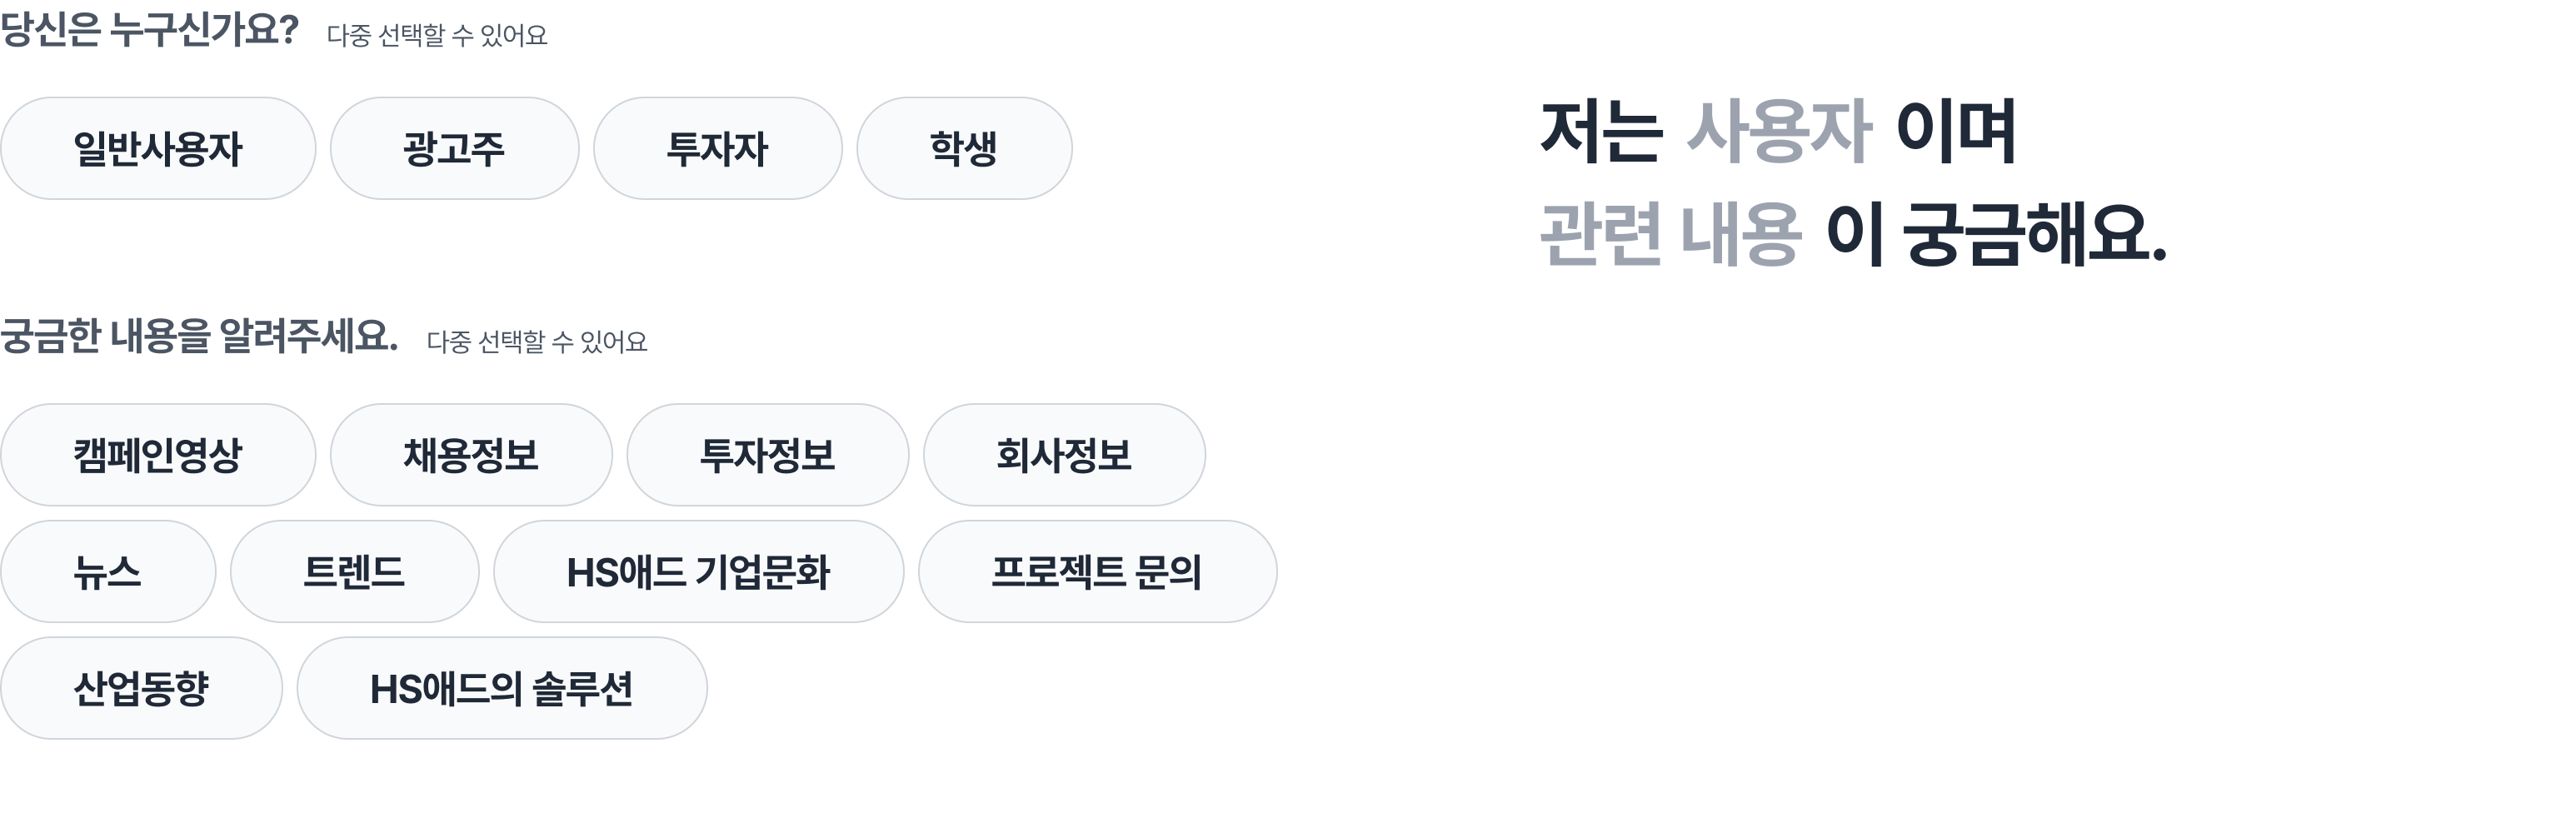 당신은 누구신가요? 다중 선택할 수 있어요
일반사용자 광고주 투자자 학생
궁금한 내용을 알려주세요. 다중 선택할 수 있어요
캠페인영상 채용정보 투자정보 회사정보
뉴스 트렌드 HS애드 기업문화 프로젝트 문의
산업동향 HS애드의 솔루션
저는 사용자 이며
관련 내용 이 궁금해요.